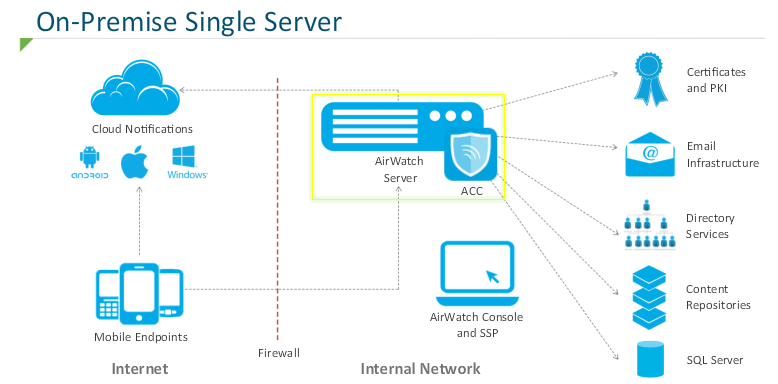 On-Premise Single Server
Cloud Notifications
android
Windows
AirWatch
Server
ACC
Certificates
and PKI
@
Email
Infrastructure
Directory
Services
Content
Repositories
SQL Server
AirWatch Console
and SSP
Mobile Endpoints
Firewall
Internet
Internal Network